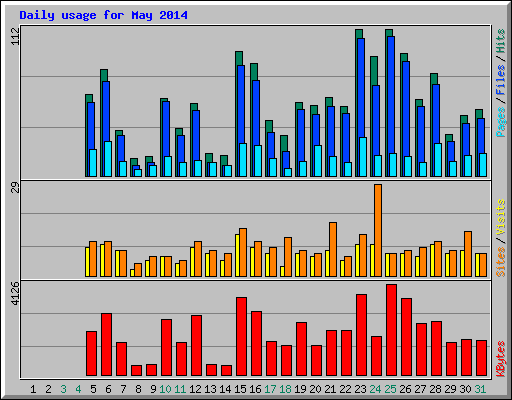 Daily usage for May 2014
112
Pages/Files/Hits
29
Sites/Visits
4126
KBytes
1 2 3 4 5 6 7 8 9 10 11 12 13 14 15 16 17 18 19 20 21 22 23 24 25 26 27 28 29 30 31